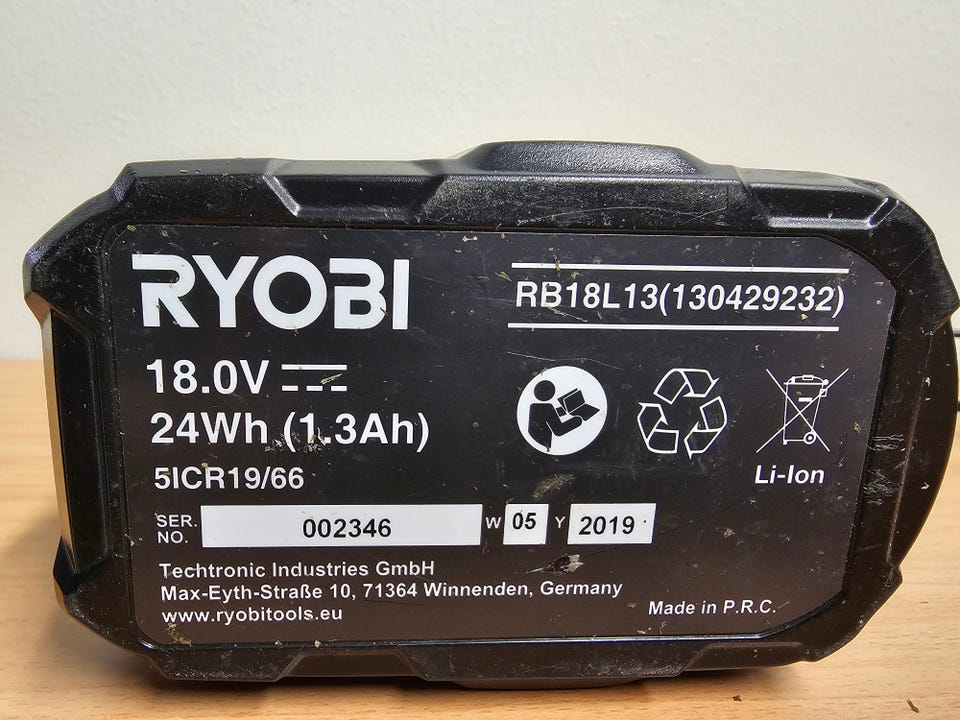 RYOBI
RB18L13(130429232)
18.0V
24Wh (1.3Ah)
5ICR19/66
Li-Ion
SER. NO. 002346 W 05 Y 2019
Techtronic Industries GmbH
Max-Eyth-Straße 10, 71364 Winnenden, Germany
www.ryobitools.eu
Made in P.R.C.